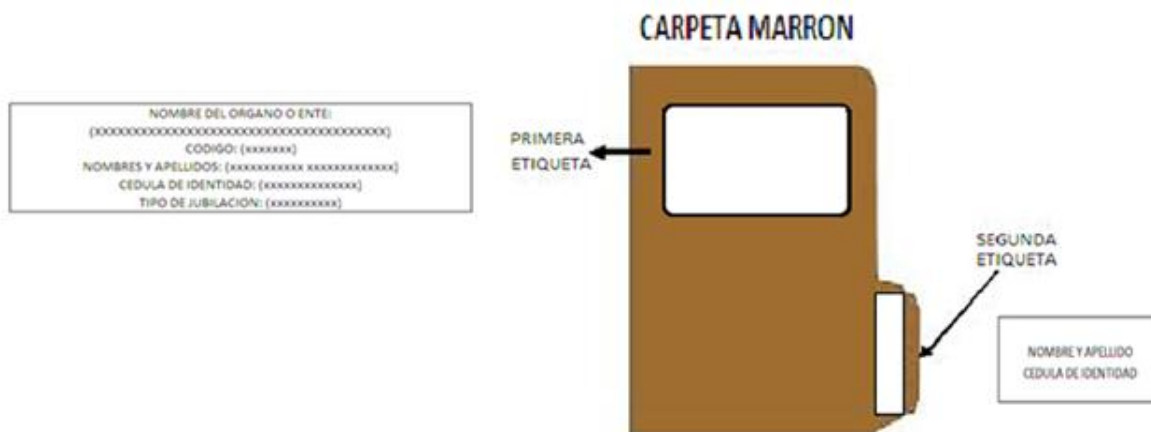 CARPETA MARRON
NOMBRE DEL ORGANO O ENTE:
(XXXXXXXXXXXXXXXXXXXXXXXXXXXXXXXXXXXXXXX)
CODIGO: (xxxxxxx)
NOMBRES Y APELLIDOS: (xxxxxxxxxxx xxxxxxxxxxxxx)
CEDULA DE IDENTIDAD: (xxxxxxxxxxxxxx)
TIPO DE JUBILACION: (xxxxxxxxxx)
PRIMERA
ETIQUETA
SEGUNDA
ETIQUETA
NOMBRE Y APELLIDO
CEDULA DE IDENTIDAD